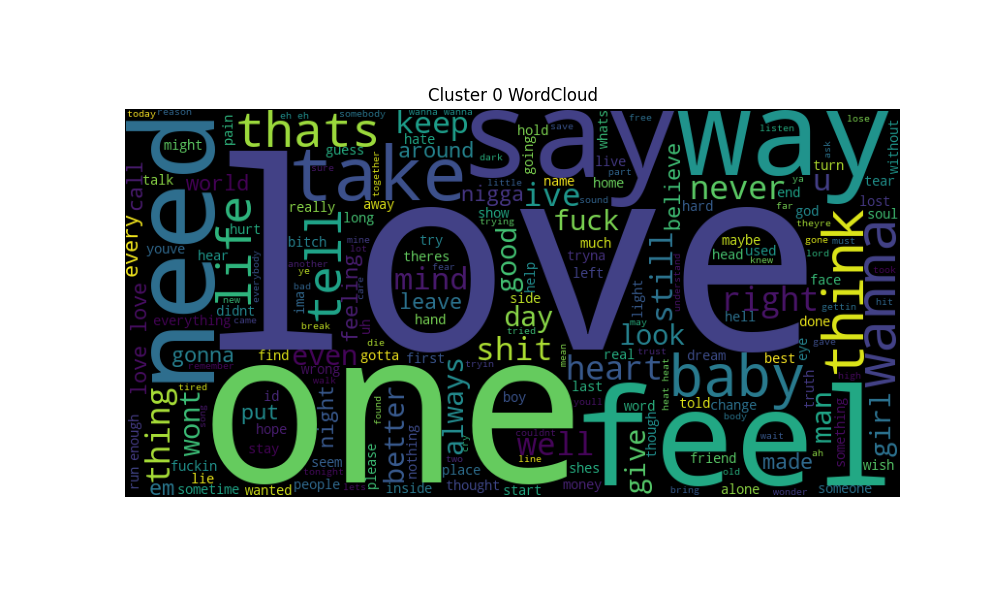 Cluster 0 WordCloud
today reason
eh eh
somebody
wanna wanna
need
might
pain
thats
keep
say
way
hold
going
save
whats
free
listen
lose
without
ask
hate
guess
around
dark
live
part
believe
turn
talk
call
world
life
take
sure
together
nigga
little
ive
name
home
never
u
end
ya
tear
love
one
feel
every
youve
hear
hurt
really
tell
long
away
show
trying
sound
fuck
hard
far
god
lost
soul
wanna
think
theyre
gone
must
lord
bitch
mine
lot
feeling
care
try
theres
fear
mind
leave
hand
good
help
much
tryna
left
still
understand
maybe
head
used
knew
right
hell
face
took
hit
gettin
everybody
another
new
didnt
came
ye
bad
ima
break
uh
side
day
tried
light
may
look
done
gave
love love
everything
gonna
remember
find
even
wrong
die
gotta
first
shit
mean
real
trust
heart
dream
best
eye
truth
high
thing
tired
walk
tryin
always
boy
last
youll
heat heat
baby
told
change
body
man
something
girl
wont
song
put
id
hope
stay
night
found
better
nothing
cry
two
couldnt
well
line
word
though
give
shes
friend
wait
old
made
ah
wish
run enough
fuckin
lie
em
sometime
wanted
seem
tonight
people
lets
please
inside
place
thought
start
money
bring
alone
wonder
someone